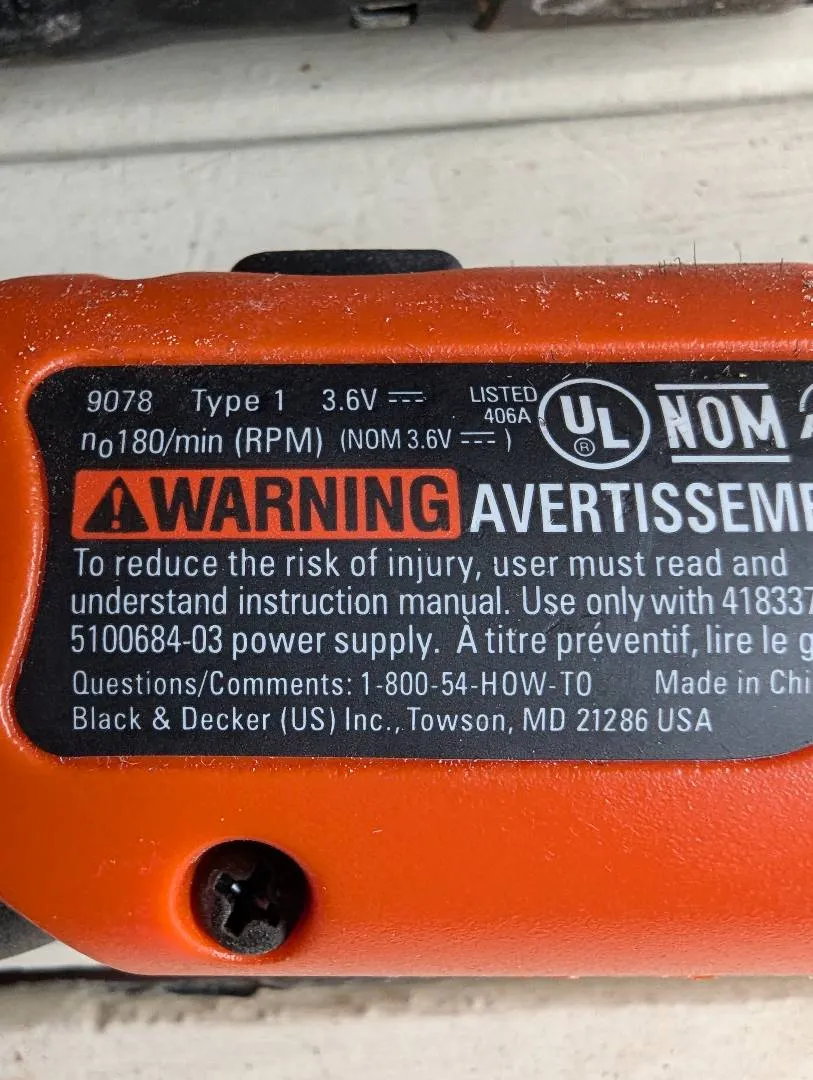 9078 Type 1 3.6V ⎓ LISTED 406A UL ® NOM
n₀180/min (RPM) (NOM 3.6V ⎓ )
⚠WARNING AVERTISSEM
To reduce the risk of injury, user must read and
understand instruction manual. Use only with 418337
5100684-03 power supply. À titre préventif, lire le g
Questions/Comments: 1-800-54-HOW-TO Made in Chi
Black & Decker (US) Inc., Towson, MD 21286 USA